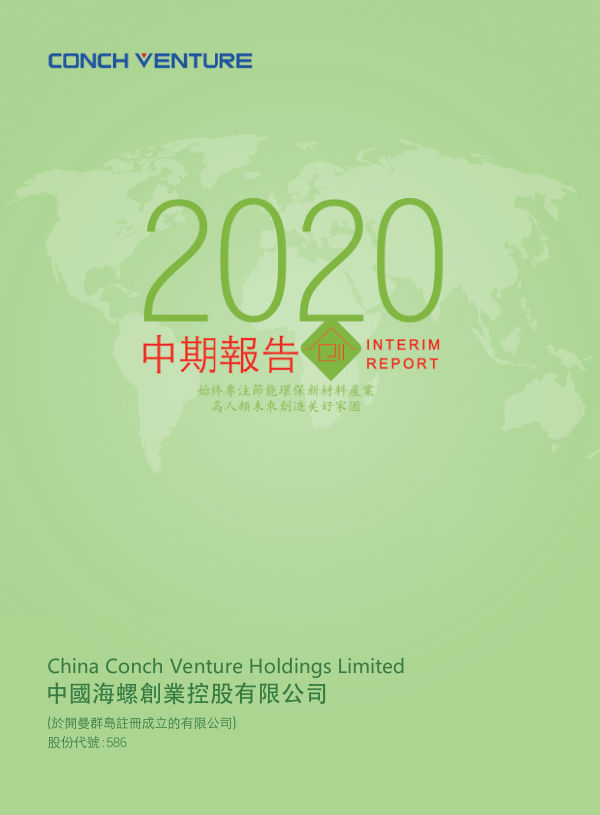 CONCH VENTURE
2020
中期報告
INTERIM
REPORT
始終專注節能環保新材料產業
為人類未來創造美好家園
China Conch Venture Holdings Limited
中國海螺創業控股有限公司
(於開曼群島註冊成立的有限公司)
股份代號:586